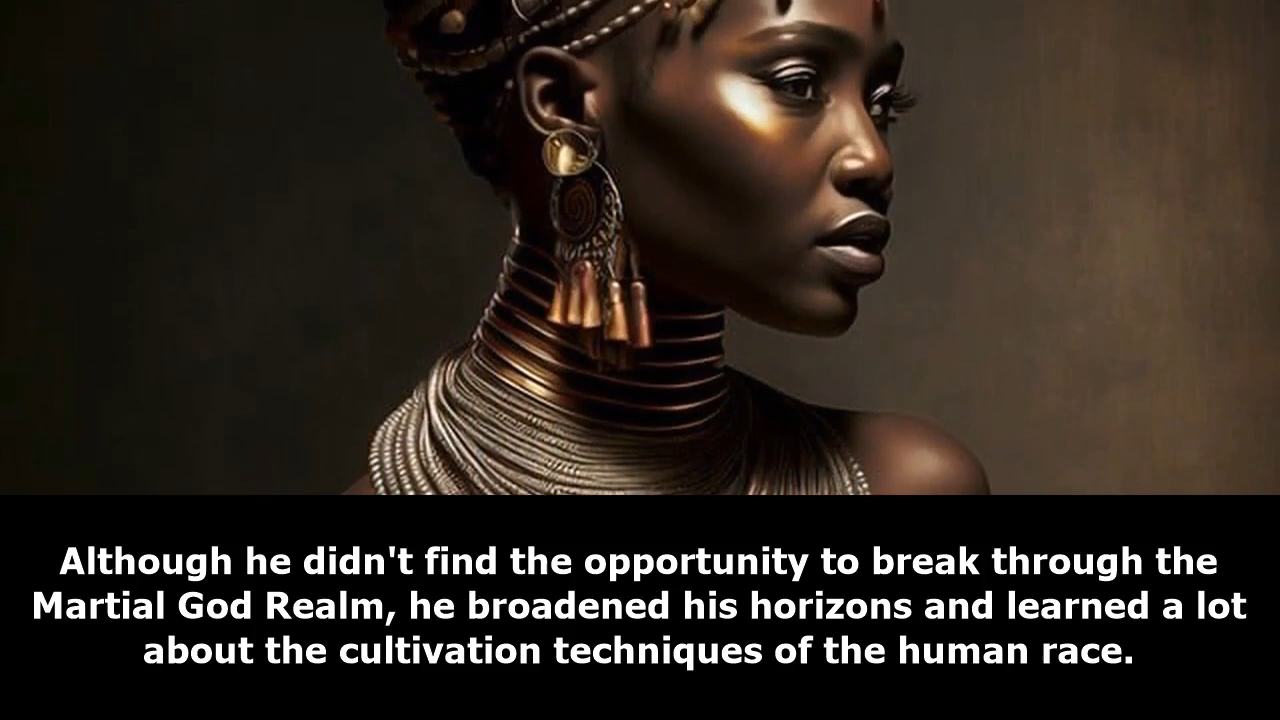 Although he didn't find the opportunity to break through the
Martial God Realm, he broadened his horizons and learned a lot
about the cultivation techniques of the human race.